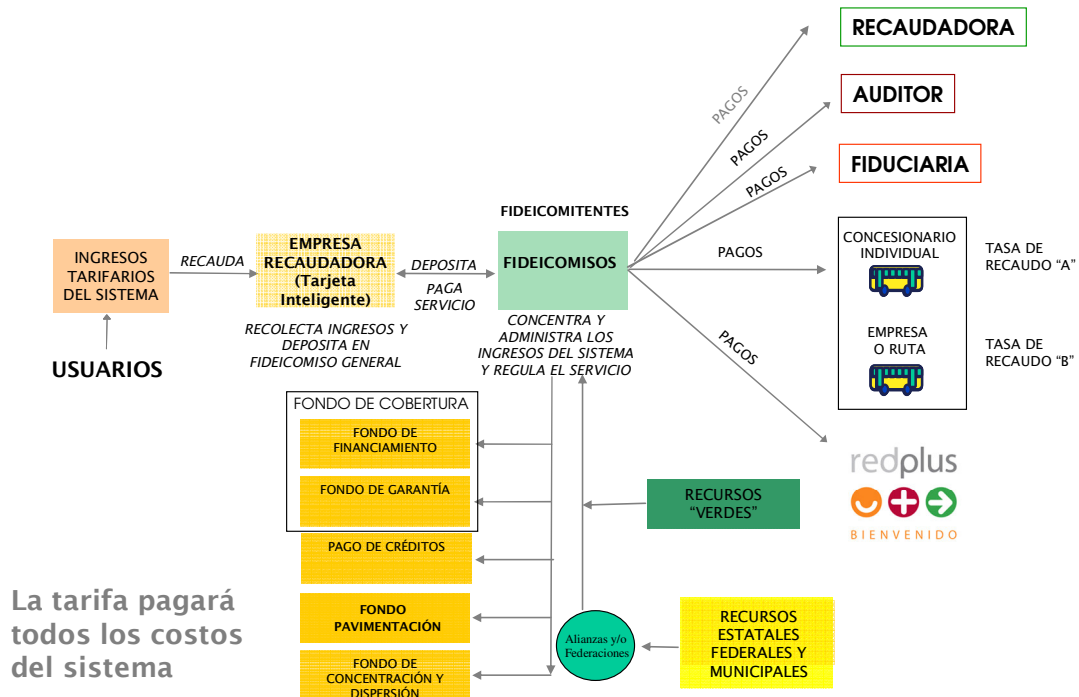 RECAUDADORA
PAGOS
AUDITOR
PAGOS
FIDUCIARIA
PAGOS
FIDEICOMITENTES
INGRESOS
TARIFARIOS
DEL SISTEMA
RECAUDA
EMPRESA
RECAUDADORA
(Tarjeta
Inteligente)
DEPOSITA
PAGA
SERVICIO
FIDEICOMISOS
PAGOS
CONCESIONARIO
INDIVIDUAL
TASA DE
RECAUDO "A"
EMPRESA
O RUTA
TASA DE
RECAUDO "B"
USUARIOS
RECOLECTA INGRESOS Y
DEPOSITA EN
FIDEICOMISO GENERAL
CONCENTRA Y
ADMINISTRA LOS
INGRESOS DEL SISTEMA
Y REGULA EL SERVICIO
PAGOS
FONDO DE COBERTURA
FONDO DE
FINANCIAMIENTO
FONDO DE GARANTÍA
RECURSOS
"VERDES"
redplus
BIENVENIDO
PAGO DE CRÉDITOS
La tarifa pagará
todos los costos
del sistema
FONDO
PAVIMENTACIÓN
Alianzas y/o
Federaciones
RECURSOS
ESTATALES
FEDERALES Y
MUNICIPALES
FONDO DE
CONCENTRACIÓN Y
DISPERSIÓN